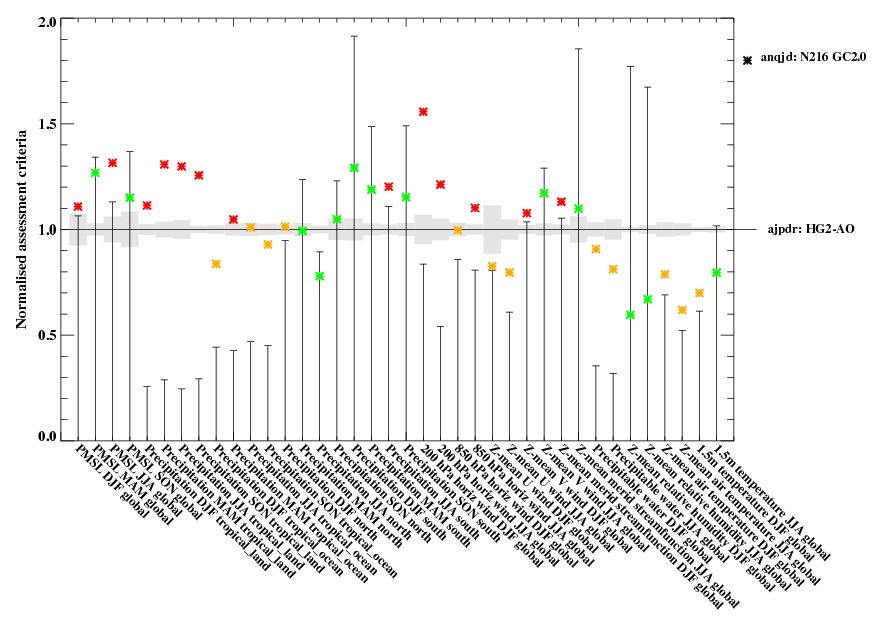 2.0
1.5
1.0
0.5
0.0
Normalised assessment criteria
anqjd: N216 GC2.0
ajpdr: HG2-AO
PMSL DJF global
PMSL MAM global
PMSL JJA global
PMSL SON global
Precipitation DJF tropical_land
Precipitation MAM tropical_land
Precipitation JJA tropical_land
Precipitation SON tropical_land
Precipitation DJF tropical_ocean
Precipitation MAM tropical_ocean
Precipitation JJA tropical_ocean
Precipitation SON tropical_ocean
Precipitation DJF north
Precipitation MAM north
Precipitation JJA north
Precipitation SON north
Precipitation DJF south
Precipitation MAM south
Precipitation JJA south
Precipitation SON south
200 hPa horiz wind DJF global
200 hPa horiz wind JJA global
850 hPa horiz wind DJF global
850 hPa horiz wind JJA global
Z-mean U wind DJF global
Z-mean U wind JJA global
Z-mean V wind DJF global
Z-mean V wind JJA global
Z-mean merid streamfunction DJF global
Z-mean merid streamfunction JJA global
Precipitable water DJF global
Precipitable water JJA global
Z-mean relative humidity DJF global
Z-mean relative humidity JJA global
Z-mean air temperature DJF global
Z-mean air temperature JJA global
1.5m temperature DJF global
1.5m temperature JJA global